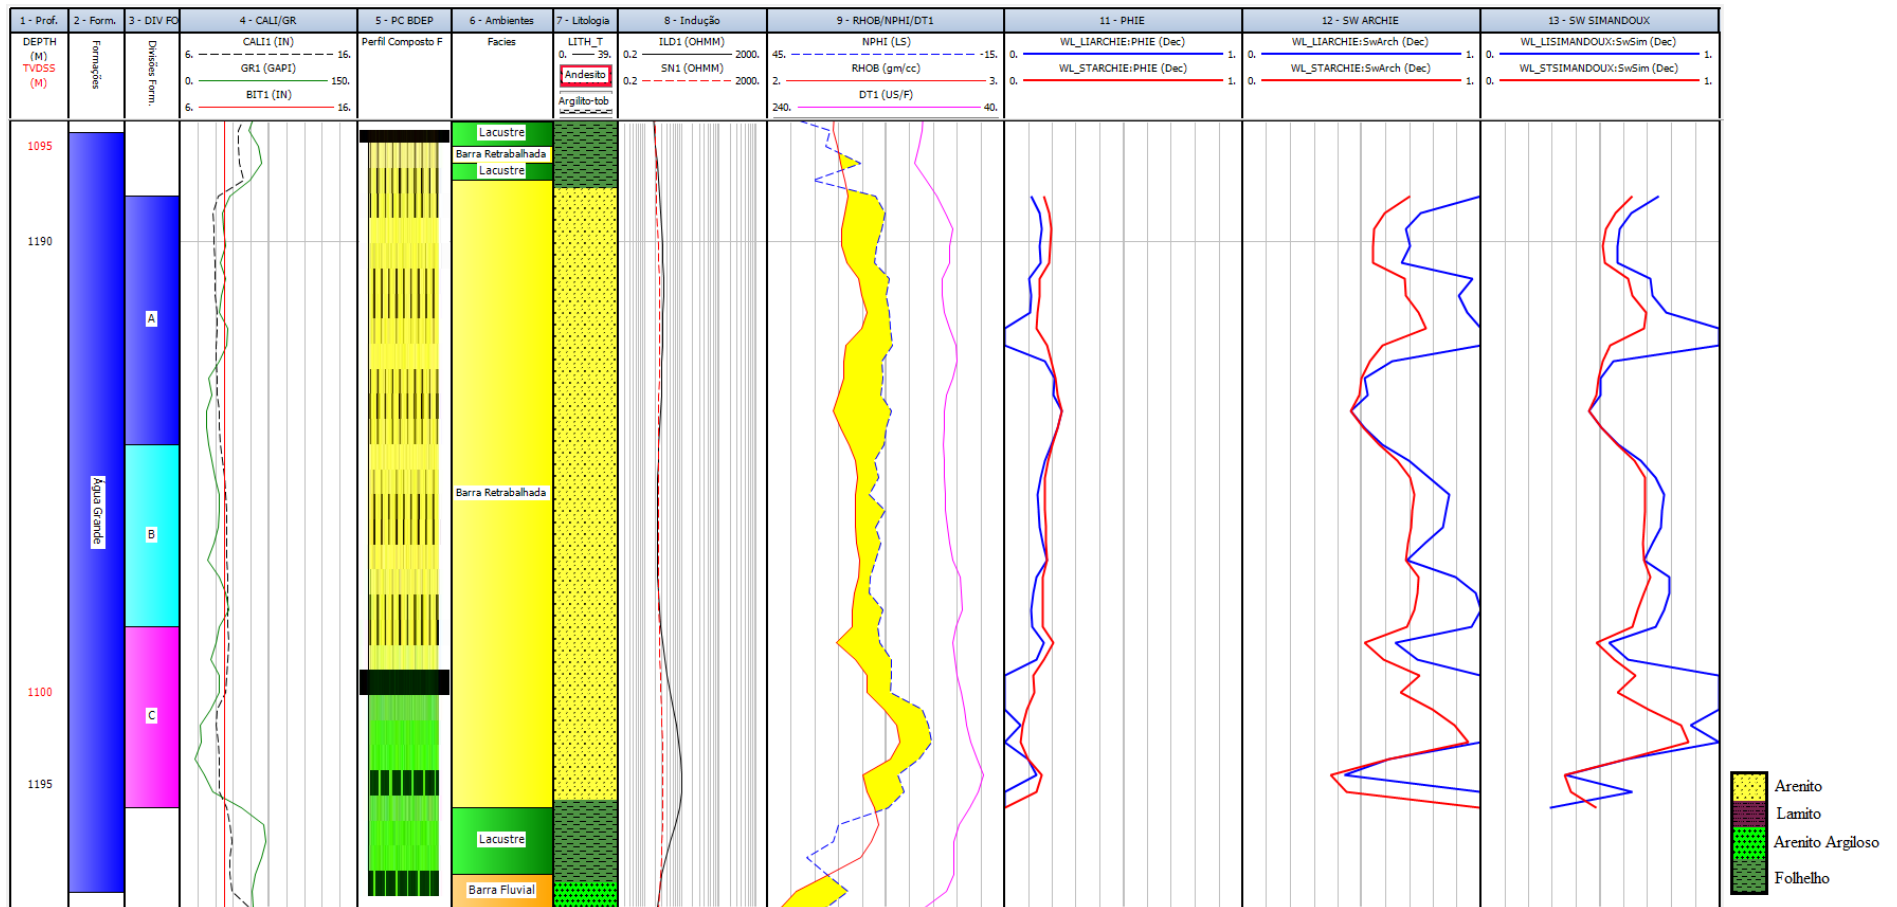 1 - Prof.
2 - Form.
3 - DIV FO
4 - CALI/GR
5 - PC BDEP
6 - Ambientes
7 - Litologia
8 - Indução
9 - RHOB/NPHI/DT1
11 - PHIE
12 - SW ARCHIE
13 - SW SIMANDOUX
DEPTH
(M)
TVDSS
(M)
Formações
Divisões Form.
CALI1 (IN)
6. 16.
GR1 (GAPI)
0. 150.
BIT1 (IN)
6. 16.
Perfil Composto F
Facies
LITH_T
0. 39.
Andesito
Argilito-tob
ILD1 (OHMM)
0.2 2000.
SN1 (OHMM)
0.2 2000.
NPHI (LS)
45. -15.
RHOB (gm/cc)
2. 3.
DT1 (US/F)
240. 40.
WL_LIARCHIE:PHIE (Dec)
0. 1.
WL_STARCHIE:PHIE (Dec)
0. 1.
WL_LIARCHIE:SwArch (Dec)
0. 1.
WL_STARCHIE:SwArch (Dec)
0. 1.
WL_LISIMANDOUX:SwSim (Dec)
0. 1.
WL_STSIMANDOUX:SwSim (Dec)
0. 1.
1095
1190
1100
1195
Água Grande
A
B
C
Lacustre
Barra Retrabalhada
Lacustre
Barra Retrabalhada
Lacustre
Barra Fluvial
Arenito
Lamito
Arenito Argiloso
Folhelho